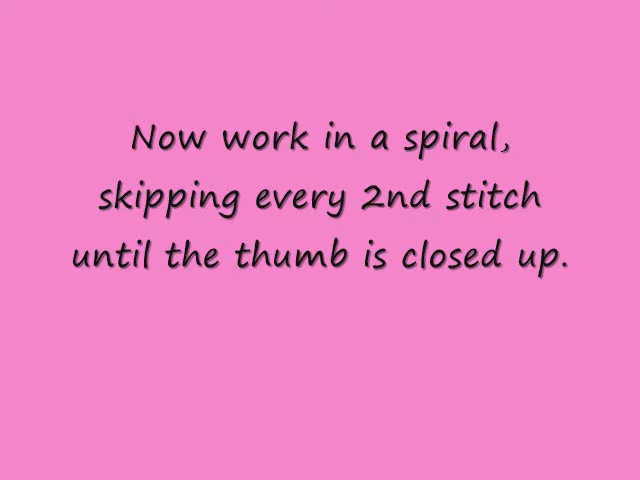 Now work in a spiral,
skipping every 2nd stitch
until the thumb is closed up.